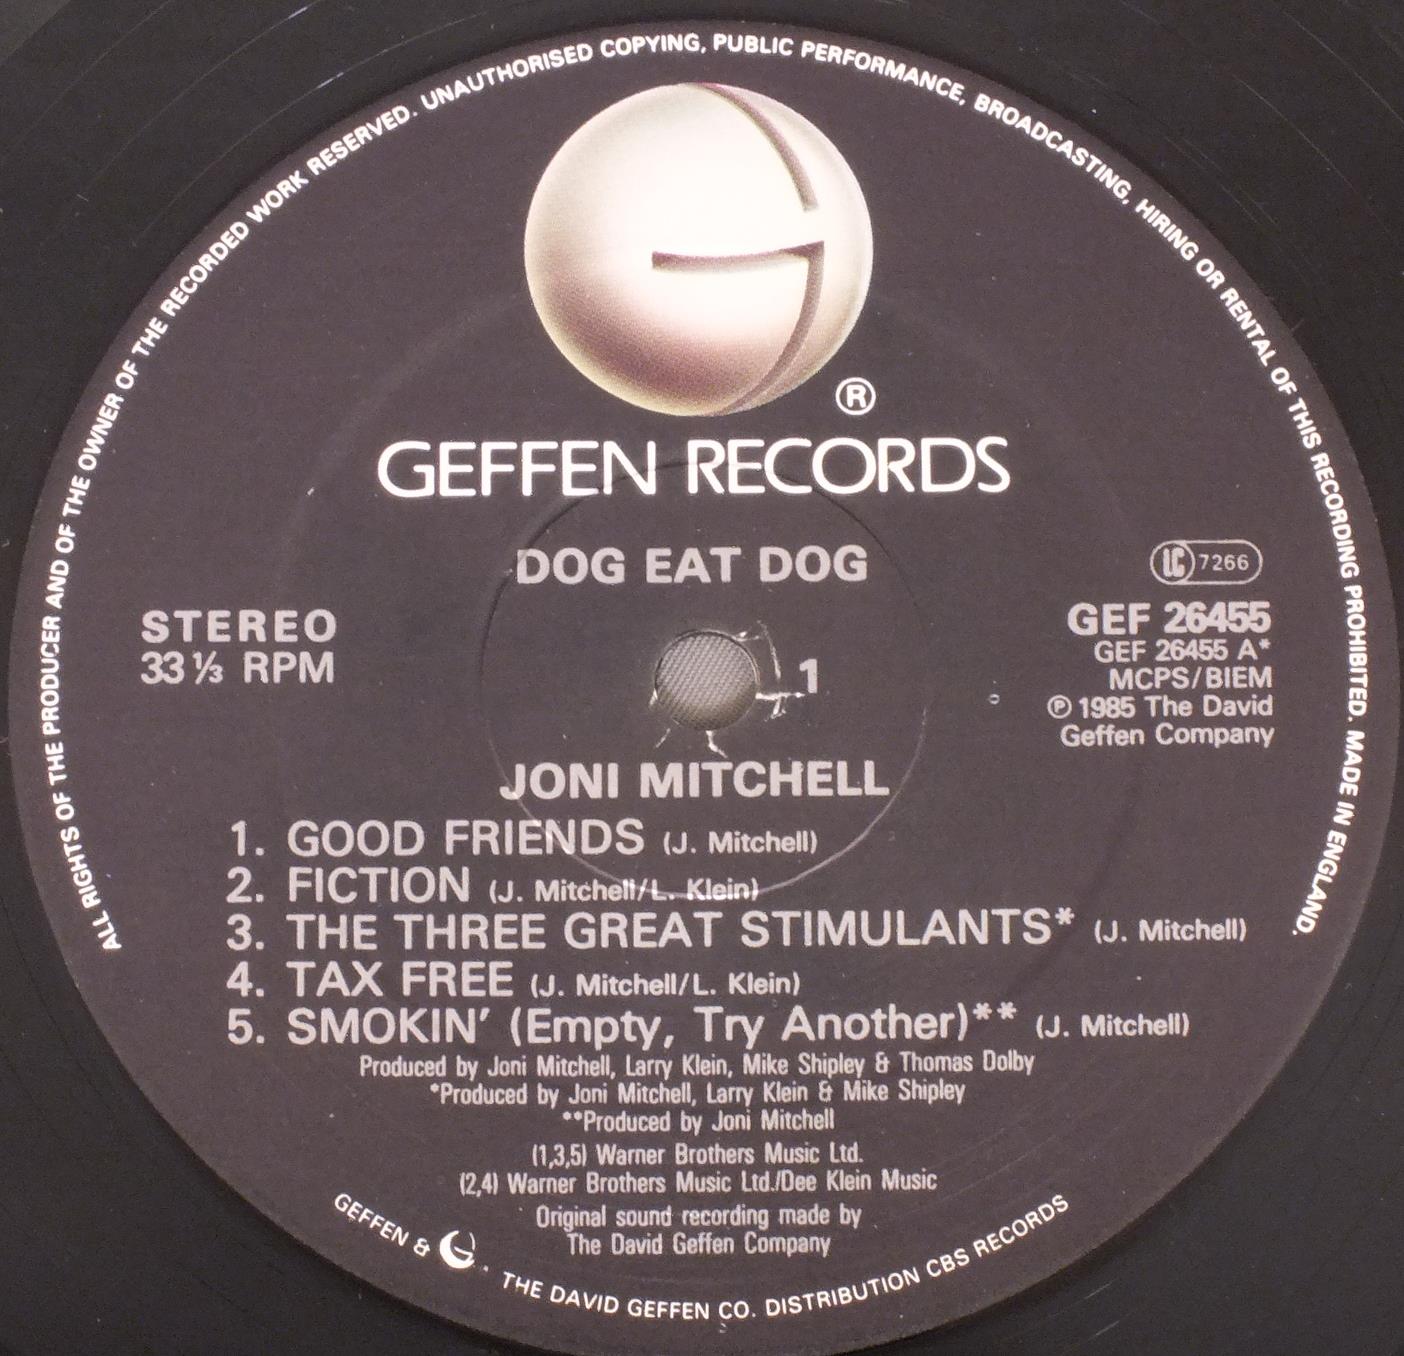 ALL RIGHTS OF THE PRODUCER AND OF THE OWNER OF THE RECORDED WORK RESERVED. UNAUTHORISED COPYING, PUBLIC PERFORMANCE, BROADCASTING, HIRING OR RENTAL OF THIS RECORDING PROHIBITED. MADE IN ENGLAND.
®
GEFFEN RECORDS
DOG EAT DOG
STEREO
33 ⅓ RPM
1
LC 7266
GEF 26455
GEF 26455 A*
MCPS/BIEM
℗ 1985 The David
Geffen Company
JONI MITCHELL
1. GOOD FRIENDS (J. Mitchell)
2. FICTION (J. Mitchell/L. Klein)
3. THE THREE GREAT STIMULANTS* (J. Mitchell)
4. TAX FREE (J. Mitchell/L. Klein)
5. SMOKIN' (Empty, Try Another)** (J. Mitchell)
Produced by Joni Mitchell, Larry Klein, Mike Shipley & Thomas Dolby
*Produced by Joni Mitchell, Larry Klein & Mike Shipley
**Produced by Joni Mitchell
(1,3,5) Warner Brothers Music Ltd.
(2,4) Warner Brothers Music Ltd./Dee Klein Music
Original sound recording made by
The David Geffen Company
GEFFEN & G. THE DAVID GEFFEN CO. DISTRIBUTION CBS RECORDS